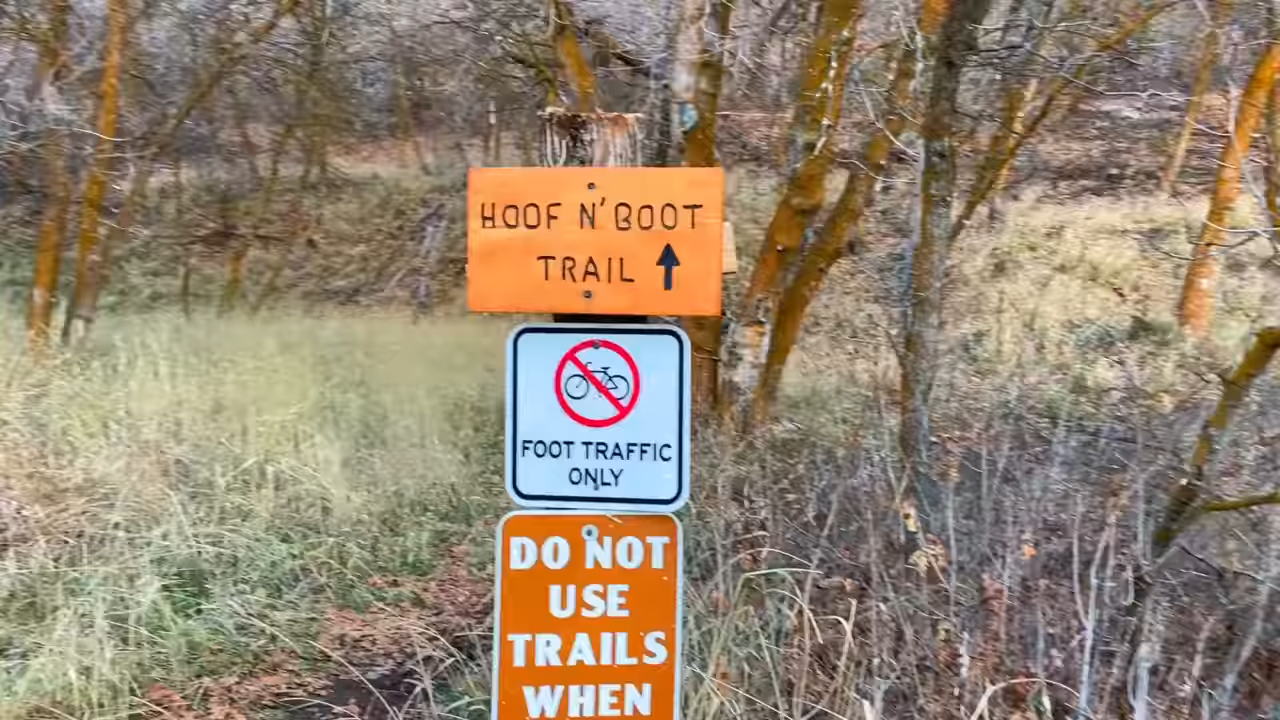 HOOF N' BOOT
TRAIL
FOOT TRAFFIC
ONLY
DO NOT
USE
TRAILS
WHEN